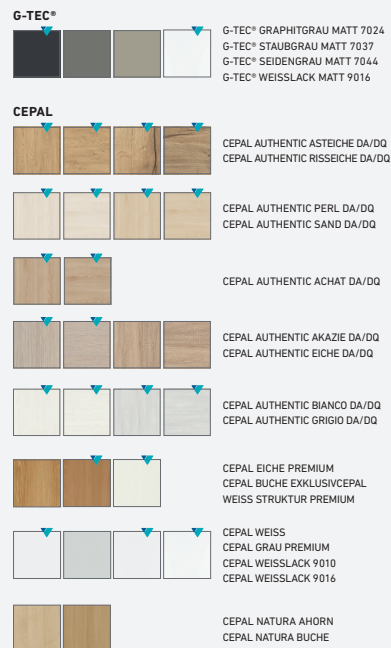 G-TEC®
G-TEC® GRAPHITGRAU MATT 7024
G-TEC® STAUBGRAU MATT 7037
G-TEC® SEIDENGRAU MATT 7044
G-TEC® WEISSLACK MATT 9016
CEPAL
CEPAL AUTHENTIC ASTEICHE DA/DQ
CEPAL AUTHENTIC RISSEICHE DA/DQ
CEPAL AUTHENTIC PERL DA/DQ
CEPAL AUTHENTIC SAND DA/DQ
CEPAL AUTHENTIC ACHAT DA/DQ
CEPAL AUTHENTIC AKAZIE DA/DQ
CEPAL AUTHENTIC EICHE DA/DQ
CEPAL AUTHENTIC BIANCO DA/DQ
CEPAL AUTHENTIC GRIGIO DA/DQ
CEPAL EICHE PREMIUM
CEPAL BUCHE EXKLUSIVCEPAL
WEISS STRUKTUR PREMIUM
CEPAL WEISS
CEPAL GRAU PREMIUM
CEPAL WEISSLACK 9010
CEPAL WEISSLACK 9016
CEPAL NATURA AHORN
CEPAL NATURA BUCHE